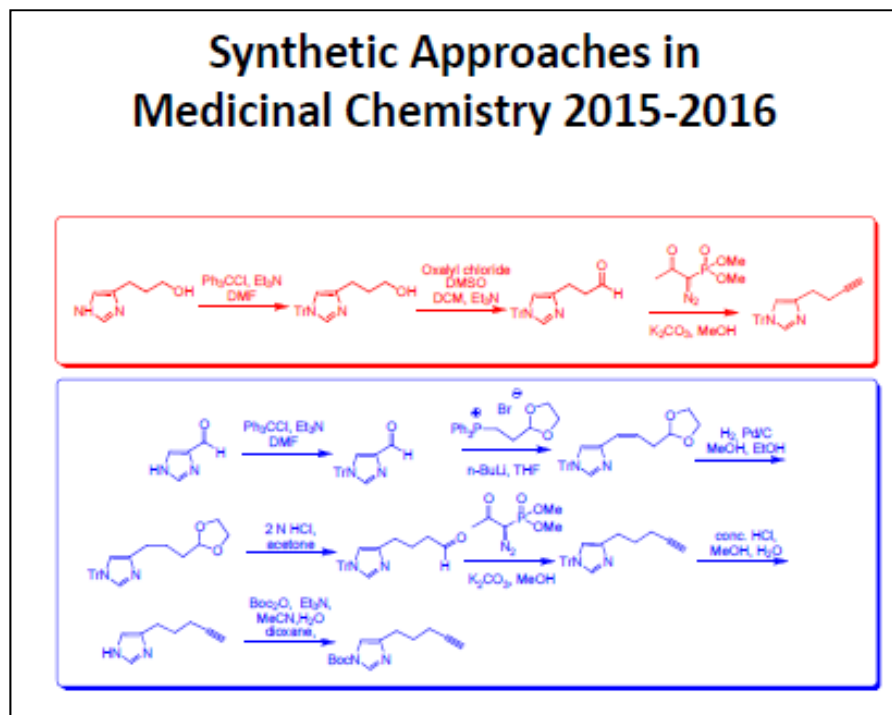 Synthetic Approaches in
Medicinal Chemistry 2015-2016
OH
NH
N
Ph₃CCl, Et₃N
DMF
OH
TrN
N
Oxalyl chloride
DMSO
DCM, Et₃N
O
H
TrN
N
O
O
P
OMe
OMe
N₂
K₂CO₃, MeOH
TrN
N
O
H
HN
N
Ph₃CCl, Et₃N
DMF
O
H
TrN
N
Ph₃P
⊕
Br
⊖
O
O
n-BuLi, THF
O
O
TrN
N
H₂, Pd/C
MeOH, EtOH
O
O
TrN
N
2 N HCl,
acetone
O
H
TrN
N
O
O
P
OMe
OMe
N₂
K₂CO₃, MeOH
TrN
N
conc. HCl,
MeOH, H₂O
HN
N
Boc₂O, Et₃N,
MeCN,H₂O
dioxane,
BocN
N